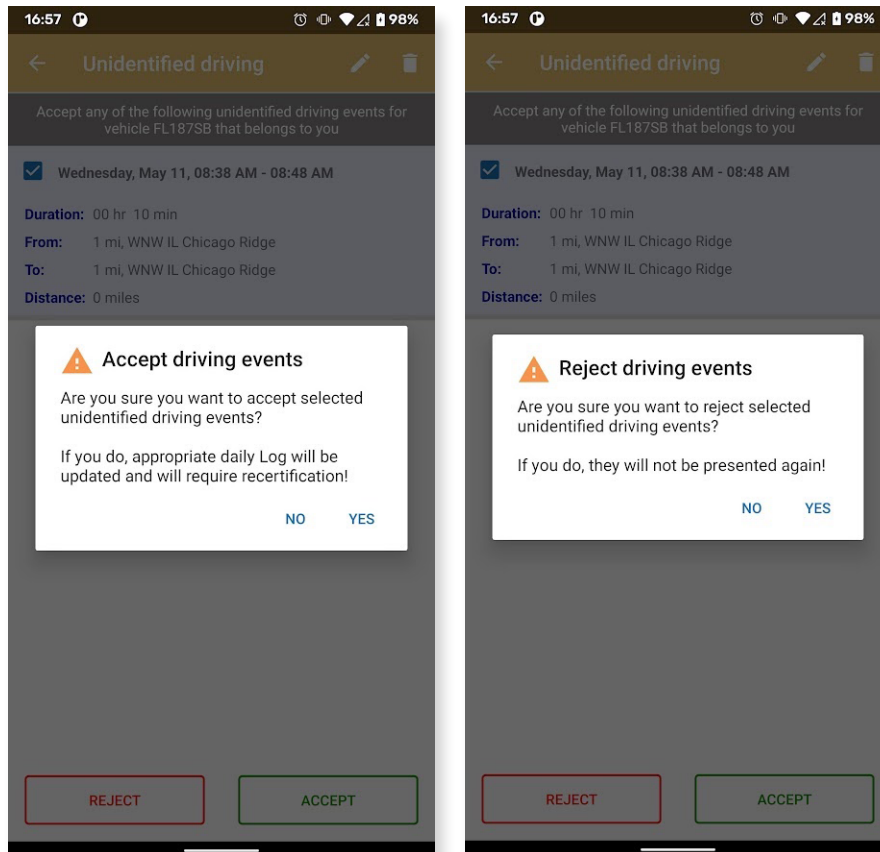 16:57
98%
Unidentified driving
Accept any of the following unidentified driving events for
vehicle FL187SB that belongs to you
Wednesday, May 11, 08:38 AM - 08:48 AM
Duration: 00 hr 10 min
From: 1 mi, WNW IL Chicago Ridge
To: 1 mi, WNW IL Chicago Ridge
Distance: 0 miles
Accept driving events
Are you sure you want to accept selected
unidentified driving events?
If you do, appropriate daily Log will be
updated and will require recertification!
NO YES
REJECT ACCEPT
16:57
98%
Unidentified driving
Accept any of the following unidentified driving events for
vehicle FL187SB that belongs to you
Wednesday, May 11, 08:38 AM - 08:48 AM
Duration: 00 hr 10 min
From: 1 mi, WNW IL Chicago Ridge
To: 1 mi, WNW IL Chicago Ridge
Distance: 0 miles
Reject driving events
Are you sure you want to reject selected
unidentified driving events?
If you do, they will not be presented again!
NO YES
REJECT ACCEPT